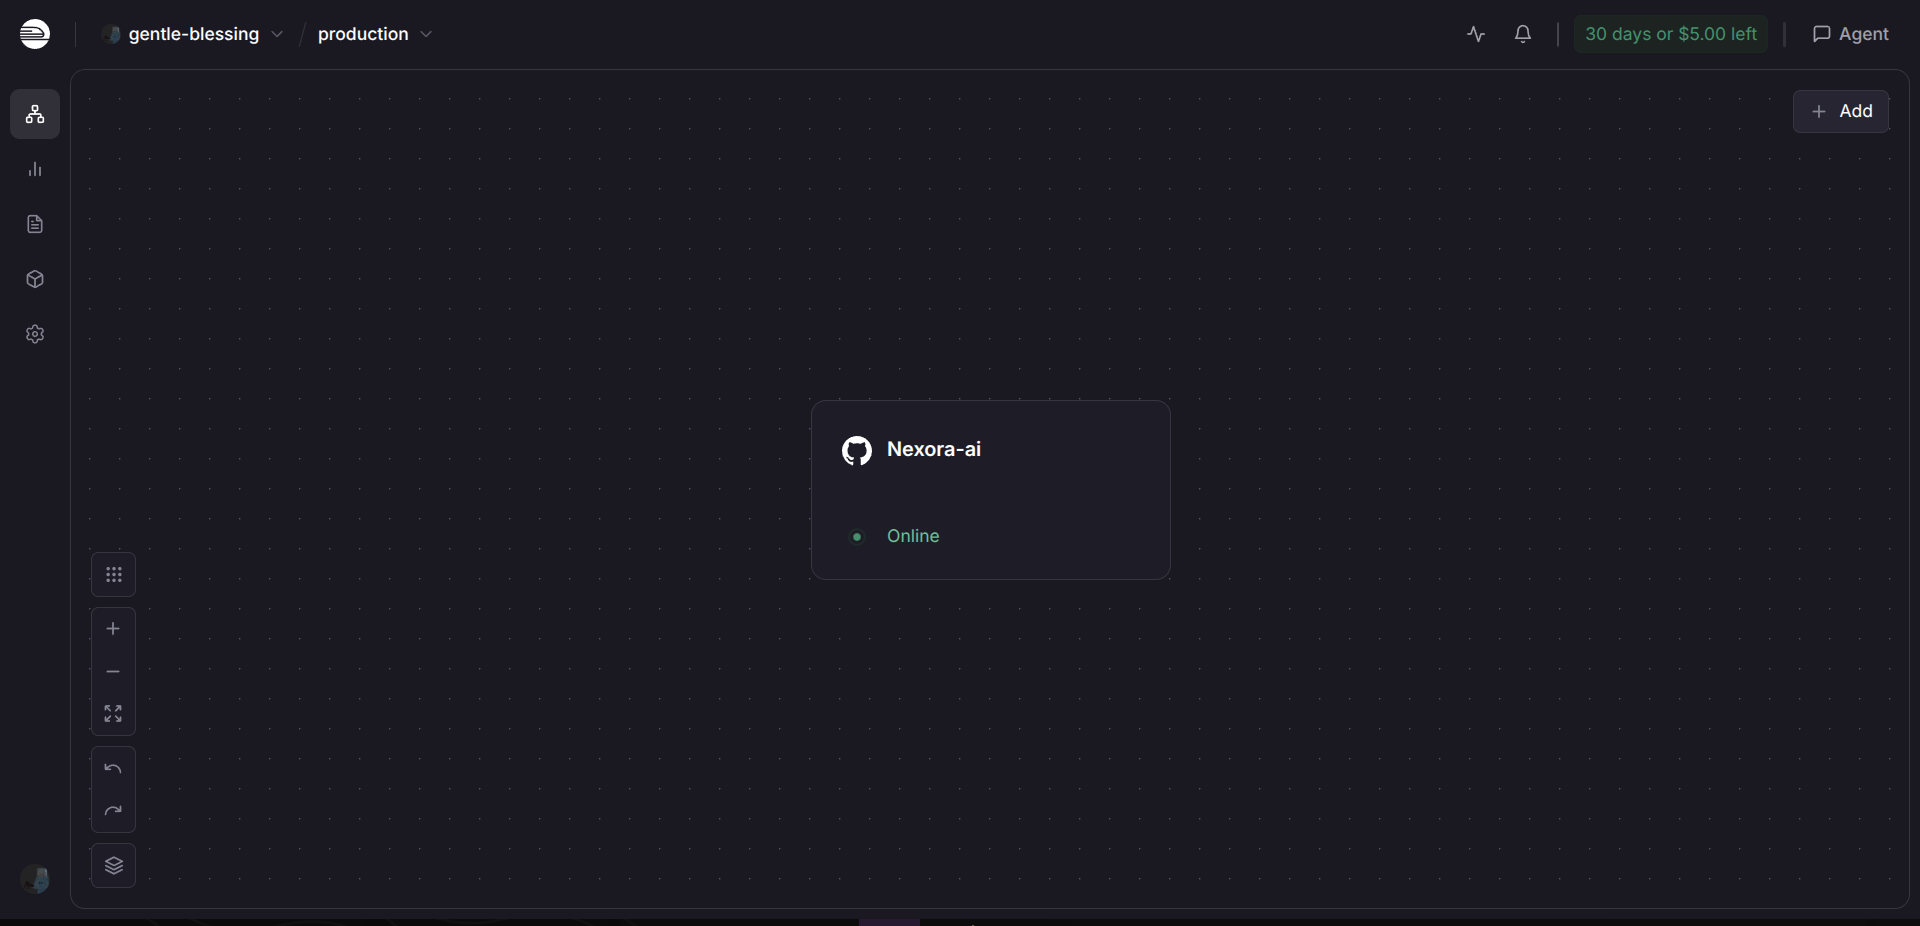 gentle-blessing
production
30 days or $5.00 left
Agent
Add
Nexora-ai
Online